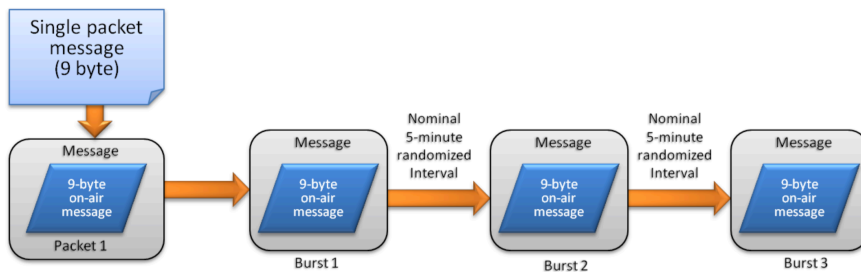 Single packet
message
(9 byte)
Message
9-byte
on-air
message
Packet 1
Message
9-byte
on-air
message
Burst 1
Nominal
5-minute
randomized
Interval
Message
9-byte
on-air
message
Burst 2
Nominal
5-minute
randomized
Interval
Message
9-byte
on-air
message
Burst 3